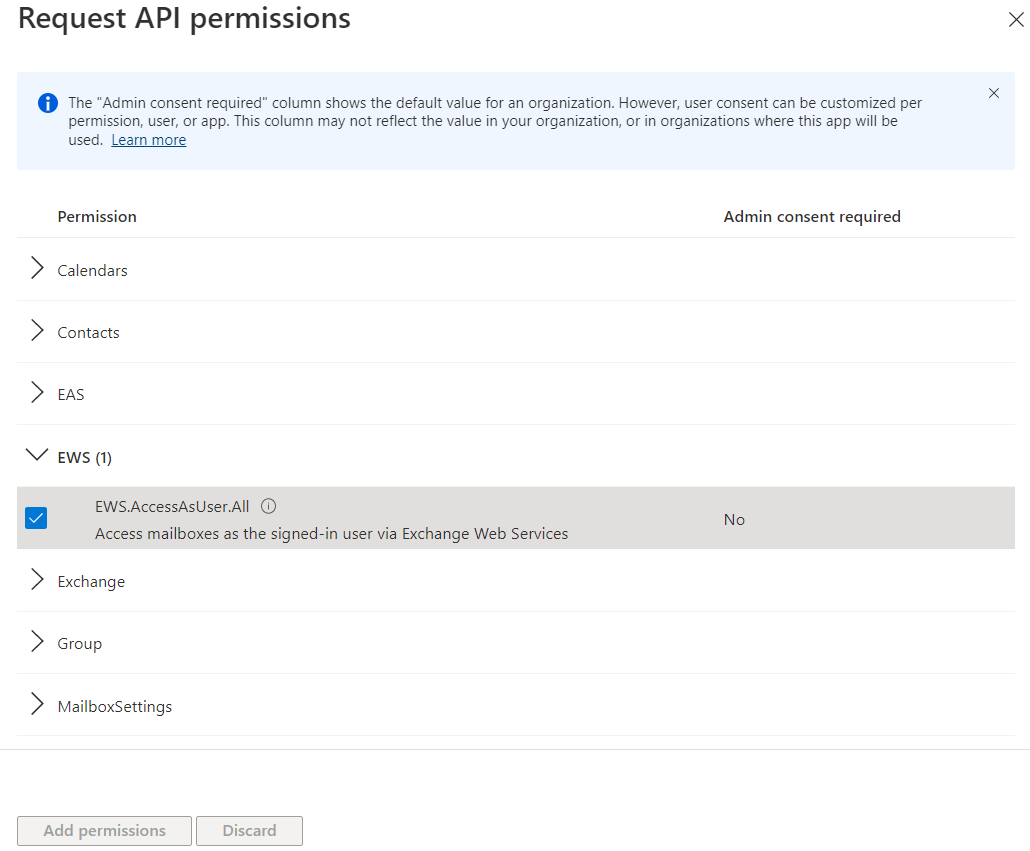 Request API permissions
The "Admin consent required" column shows the default value for an organization. However, user consent can be customized per
permission, user, or app. This column may not reflect the value in your organization, or in organizations where this app will be
used. Learn more
Permission
Admin consent required
Calendars
Contacts
EAS
EWS (1)
EWS.AccessAsUser.All
Access mailboxes as the signed-in user via Exchange Web Services
No
Exchange
Group
MailboxSettings
Add permissions
Discard